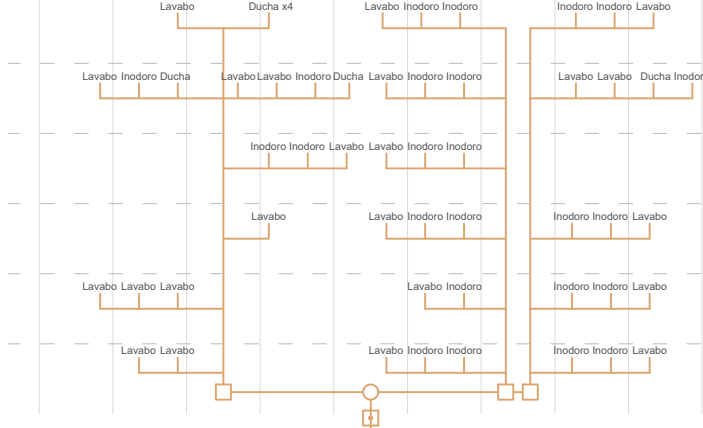 Lavabo Ducha x4 Lavabo Inodoro Inodoro Inodoro Inodoro Lavabo
Lavabo Inodoro Ducha Lavabo Lavabo Inodoro Ducha Lavabo Inodoro Inodoro Lavabo Lavabo Ducha Inodor
Inodoro Inodoro Lavabo Lavabo Inodoro Inodoro
Lavabo Lavabo Inodoro Inodoro Inodoro Inodoro Lavabo
Lavabo Lavabo Lavabo Lavabo Inodoro Inodoro Inodoro Lavabo
Lavabo Lavabo Lavabo Inodoro Inodoro Inodoro Inodoro Lavabo